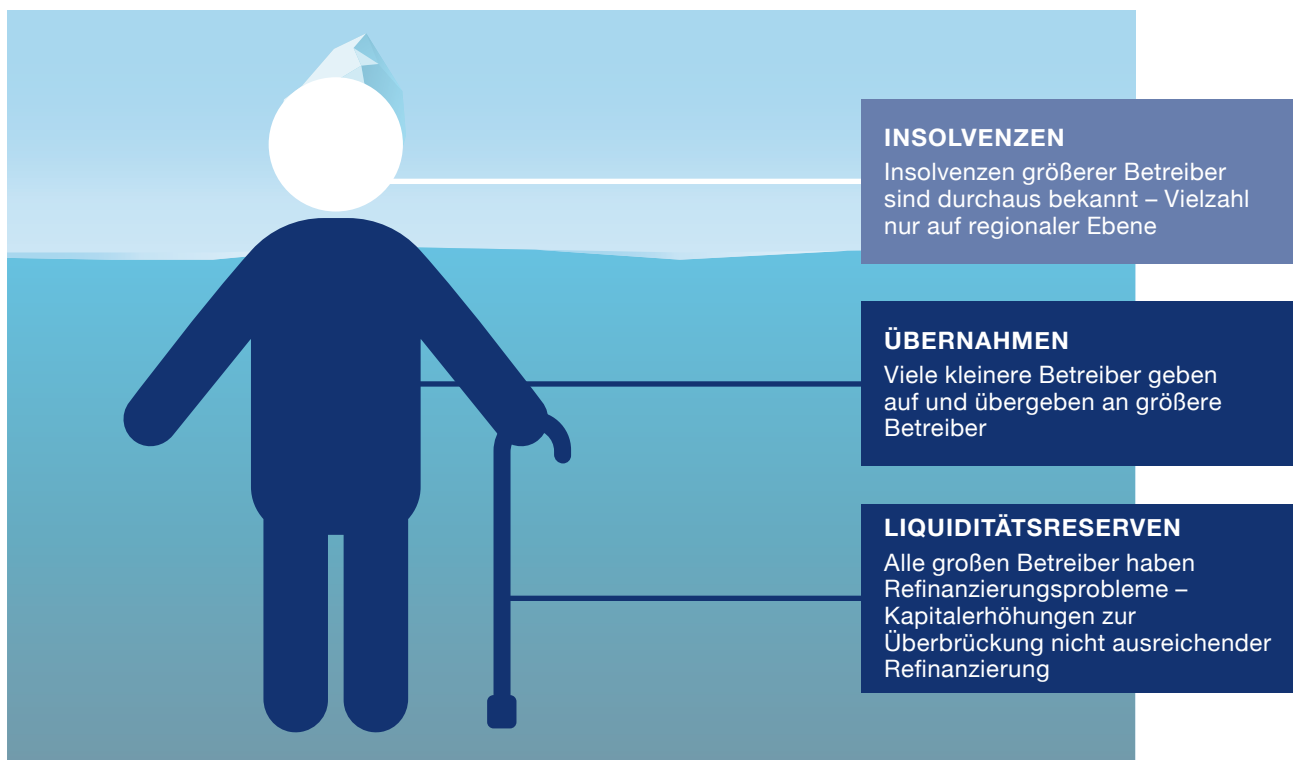 INSOLVENZEN
Insolvenzen größerer Betreiber
sind durchaus bekannt – Vielzahl
nur auf regionaler Ebene
ÜBERNAHMEN
Viele kleinere Betreiber geben
auf und übergeben an größere
Betreiber
LIQUIDITÄTSRESERVEN
Alle großen Betreiber haben
Refinanzierungsprobleme –
Kapitalerhöhungen zur
Überbrückung nicht ausreichender
Refinanzierung